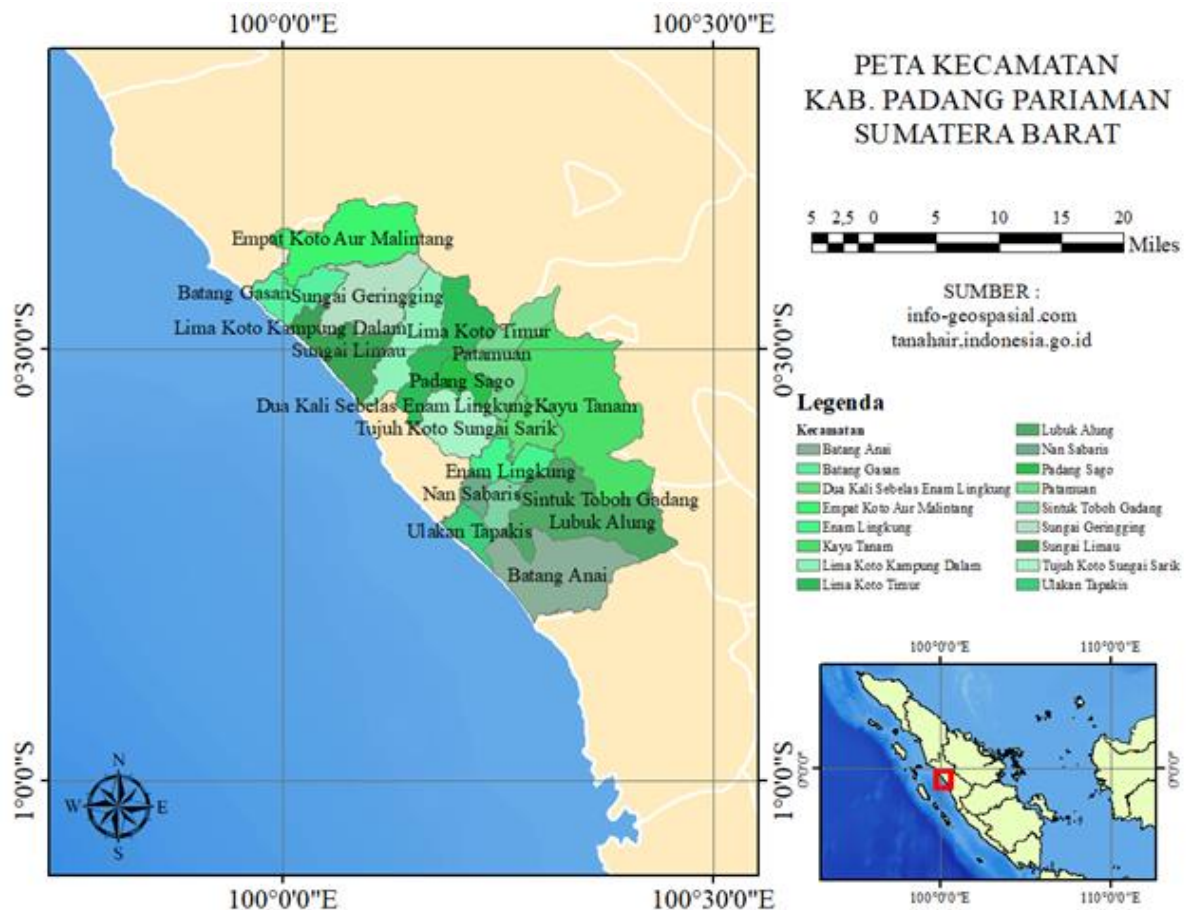 100°0'0"E
100°30'0"E
PETA KECAMATAN
KAB. PADANG PARIAMAN
SUMATERA BARAT
5 2,5 0 5 10 15 20
Miles
SUMBER :
info-geospasial.com
tanahair.indonesia.go.id
Empat Koto Aur Malintang
Batang Gasan
Sungai Geringging
Lima Koto Kampung Dalam
Lima Koto Timur
Sungai Limau
Patamuan
Padang Sago
Dua Kali Sebelas Enam Lingkung
Kayu Tanam
Tujuh Koto Sungai Sarik
Enam Lingkung
Nan Sabaris
Sintuk Toboh Gadang
Lubuk Alung
Ulakan Tapakis
Batang Anai
0°30'0"S
0°30'0"S
1°0'0"S
1°0'0"S
N
W
E
S
100°0'0"E
100°30'0"E
Legenda
Kecamatan
Batang Anai
Batang Gasan
Dua Kali Sebelas Enam Lingkung
Empat Koto Aur Malintang
Enam Lingkung
Kayu Tanam
Lima Koto Kampung Dalam
Lima Koto Timur
Lubuk Alung
Nan Sabaris
Padang Sago
Patamuan
Sintuk Toboh Gadang
Sungai Geringging
Sungai Limau
Tujuh Koto Sungai Sarik
Ulakan Tapakis
100°0'0"E
110°0'0"E
0°0'0"
0°0'0"
100°0'0"E
110°0'0"E